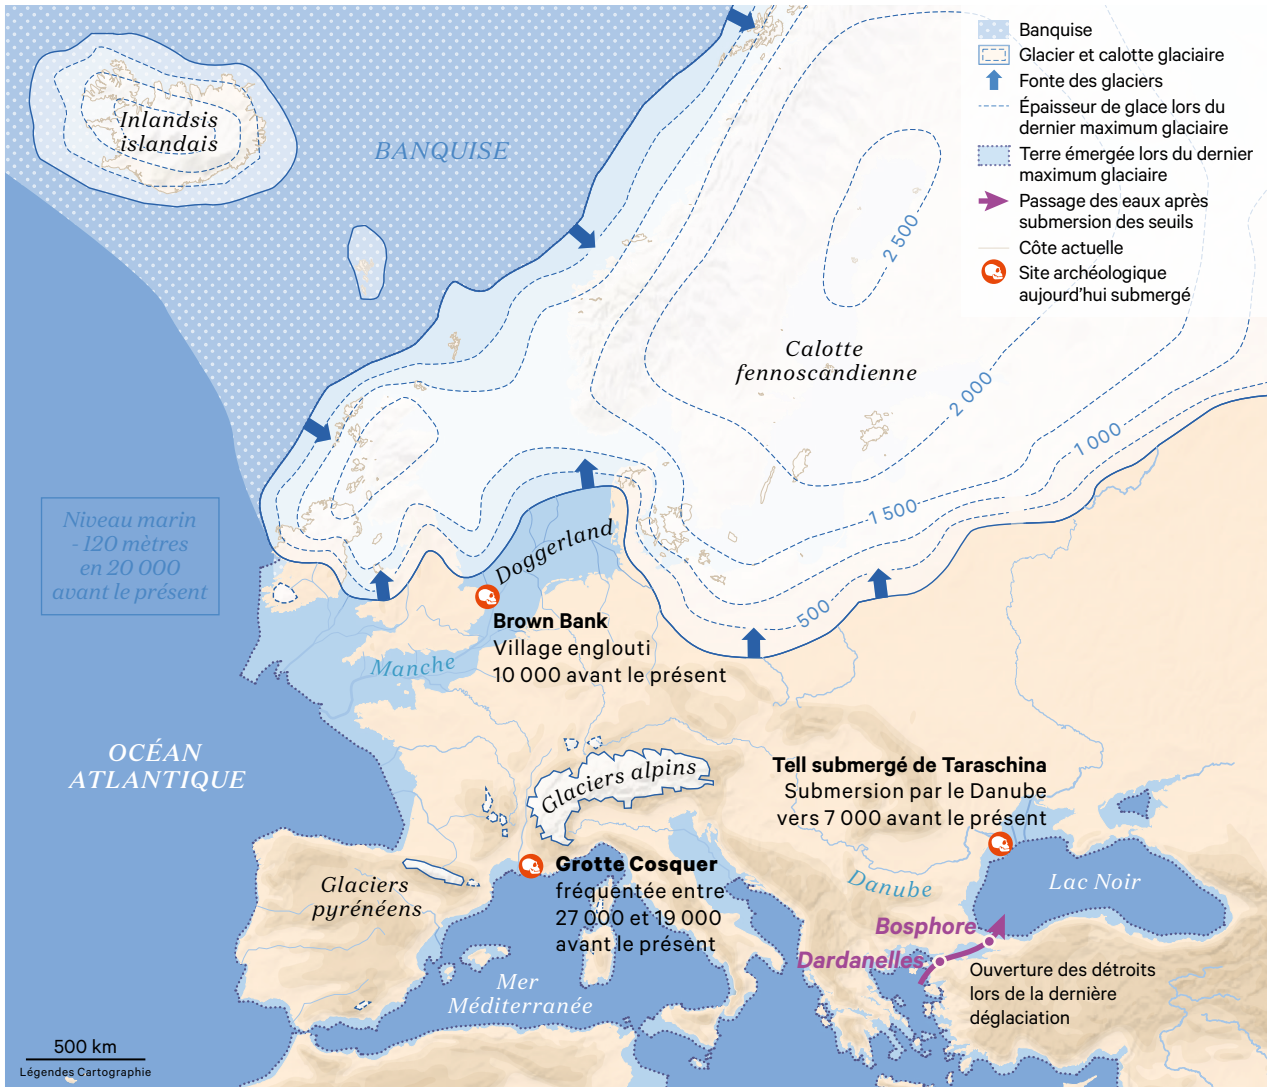 Banquise
Glacier et calotte glaciaire
Fonte des glaciers
Épaisseur de glace lors du
dernier maximum glaciaire
Terre émergée lors du dernier
maximum glaciaire
Passage des eaux après
submersion des seuils
Côte actuelle
Site archéologique
aujourd'hui submergé
Inlandsis
islandais
BANQUISE
2 500
Calotte
fennoscandienne
2 000
1 000
1 500
500
Niveau marin
- 120 mètres
en 20 000
avant le présent
Doggerland
Brown Bank
Village englouti
10 000 avant le présent
Manche
OCÉAN
ATLANTIQUE
Glaciers alpins
Tell submergé de Taraschina
Submersion par le Danube
vers 7 000 avant le présent
Grotte Cosquer
fréquentée entre
27 000 et 19 000
avant le présent
Glaciers
pyrénéens
Danube
Lac Noir
Bosphore
Dardanelles
Ouverture des détroits
lors de la dernière
déglaciation
Mer
Méditerranée
500 km
Légendes Cartographie